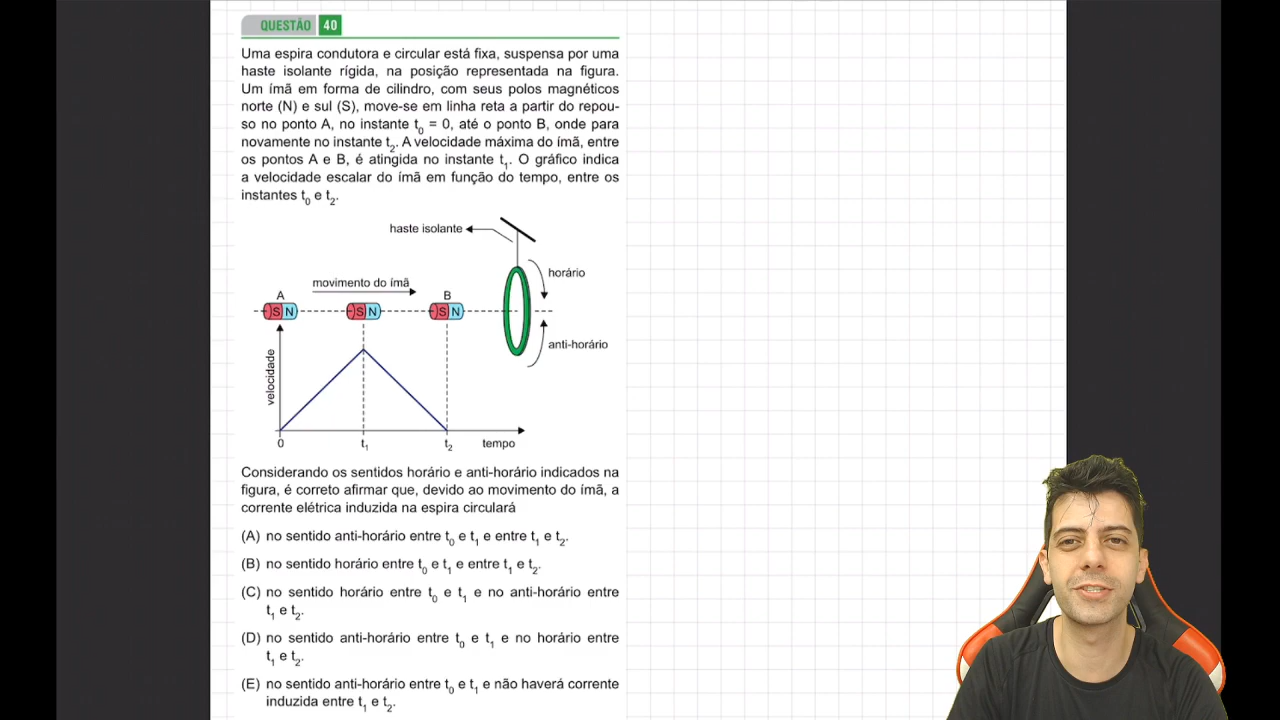 QUESTÃO 40
Uma espira condutora e circular está fixa, suspensa por uma
haste isolante rígida, na posição representada na figura.
Um ímã em forma de cilindro, com seus polos magnéticos
norte (N) e sul (S), move-se em linha reta a partir do repou-
so no ponto A, no instante t₀ = 0, até o ponto B, onde para
novamente no instante t₂. A velocidade máxima do ímã, entre
os pontos A e B, é atingida no instante t₁. O gráfico indica
a velocidade escalar do ímã em função do tempo, entre os
instantes t₀ e t₂.
haste isolante
horário
movimento do ímã
A
B
S N
S N
S N
anti-horário
velocidade
0
t₁
t₂
tempo
Considerando os sentidos horário e anti-horário indicados na
figura, é correto afirmar que, devido ao movimento do ímã, a
corrente elétrica induzida na espira circulará
(A) no sentido anti-horário entre t₀ e t₁ e entre t₁ e t₂.
(B) no sentido horário entre t₀ e t₁ e entre t₁ e t₂.
(C) no sentido horário entre t₀ e t₁ e no anti-horário entre
t₁ e t₂.
(D) no sentido anti-horário entre t₀ e t₁ e no horário entre
t₁ e t₂.
(E) no sentido anti-horário entre t₀ e t₁ e não haverá corrente
induzida entre t₁ e t₂.